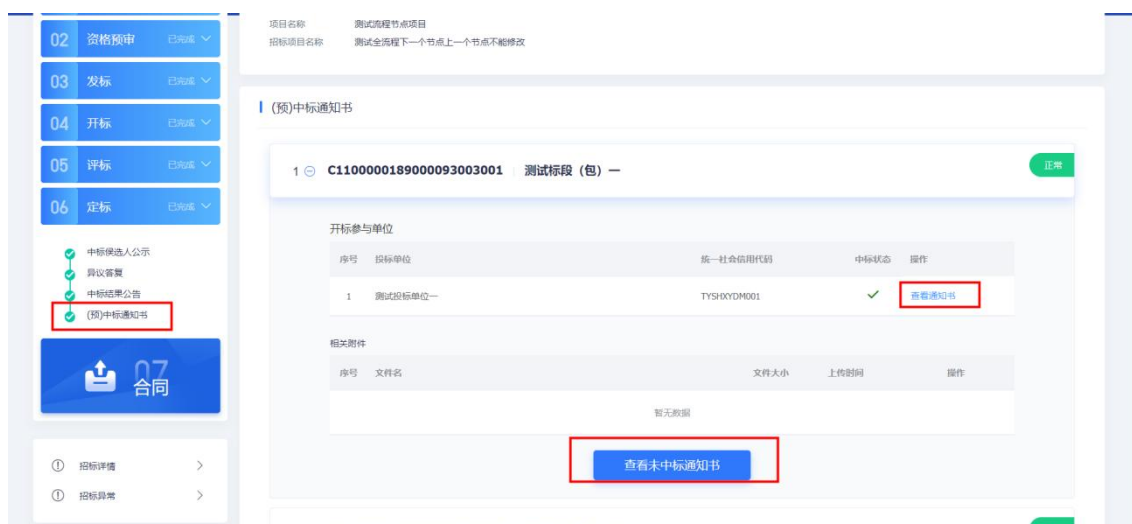 项目名称 测试流程节点项目
招标项目名称 测试全流程下一个节点上一个节点不能修改
02 资格预审 已完成
03 发标 已完成
04 开标 已完成
05 评标 已完成
06 定标 已完成
中标候选人公示
异议答复
中标结果公告
(预)中标通知书
07
合同
招标详情
招标异常
(预)中标通知书
1 C1100000189000093003001 测试标段（包）一 正常
开标参与单位
序号 投标单位 统一社会信用代码 中标状态 操作
1 测试投标单位一 TYSHXYDM001 查看通知书
相关附件
序号 文件名 文件大小 上传时间 操作
暂无数据
查看未中标通知书